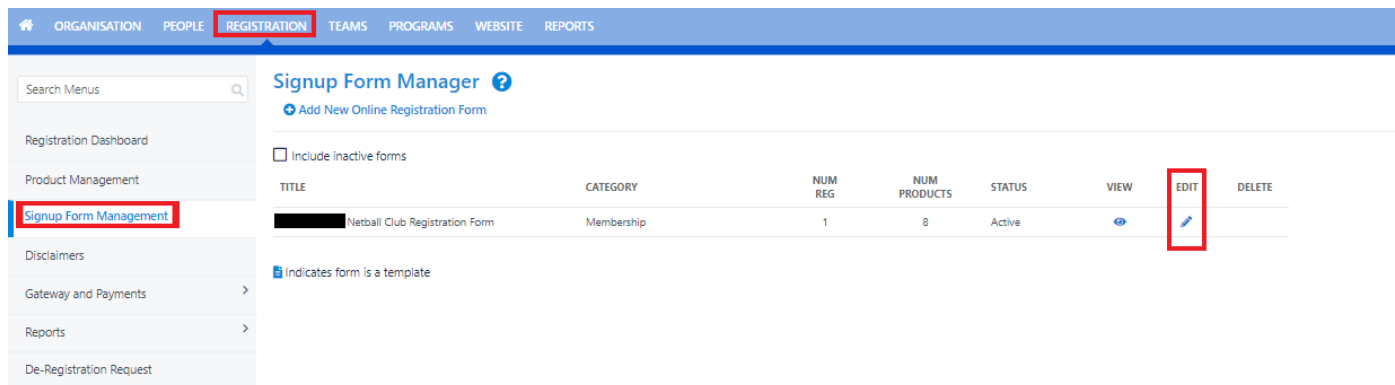 ORGANISATION PEOPLE REGISTRATION TEAMS PROGRAMS WEBSITE REPORTS
Search Menus
Registration Dashboard
Product Management
Signup Form Management
Disclaimers
Gateway and Payments
Reports
De-Registration Request
Signup Form Manager ?
Add New Online Registration Form
Include inactive forms
TITLE CATEGORY NUM REG NUM PRODUCTS STATUS VIEW EDIT DELETE
Netball Club Registration Form Membership 1 8 Active
Indicates form is a template